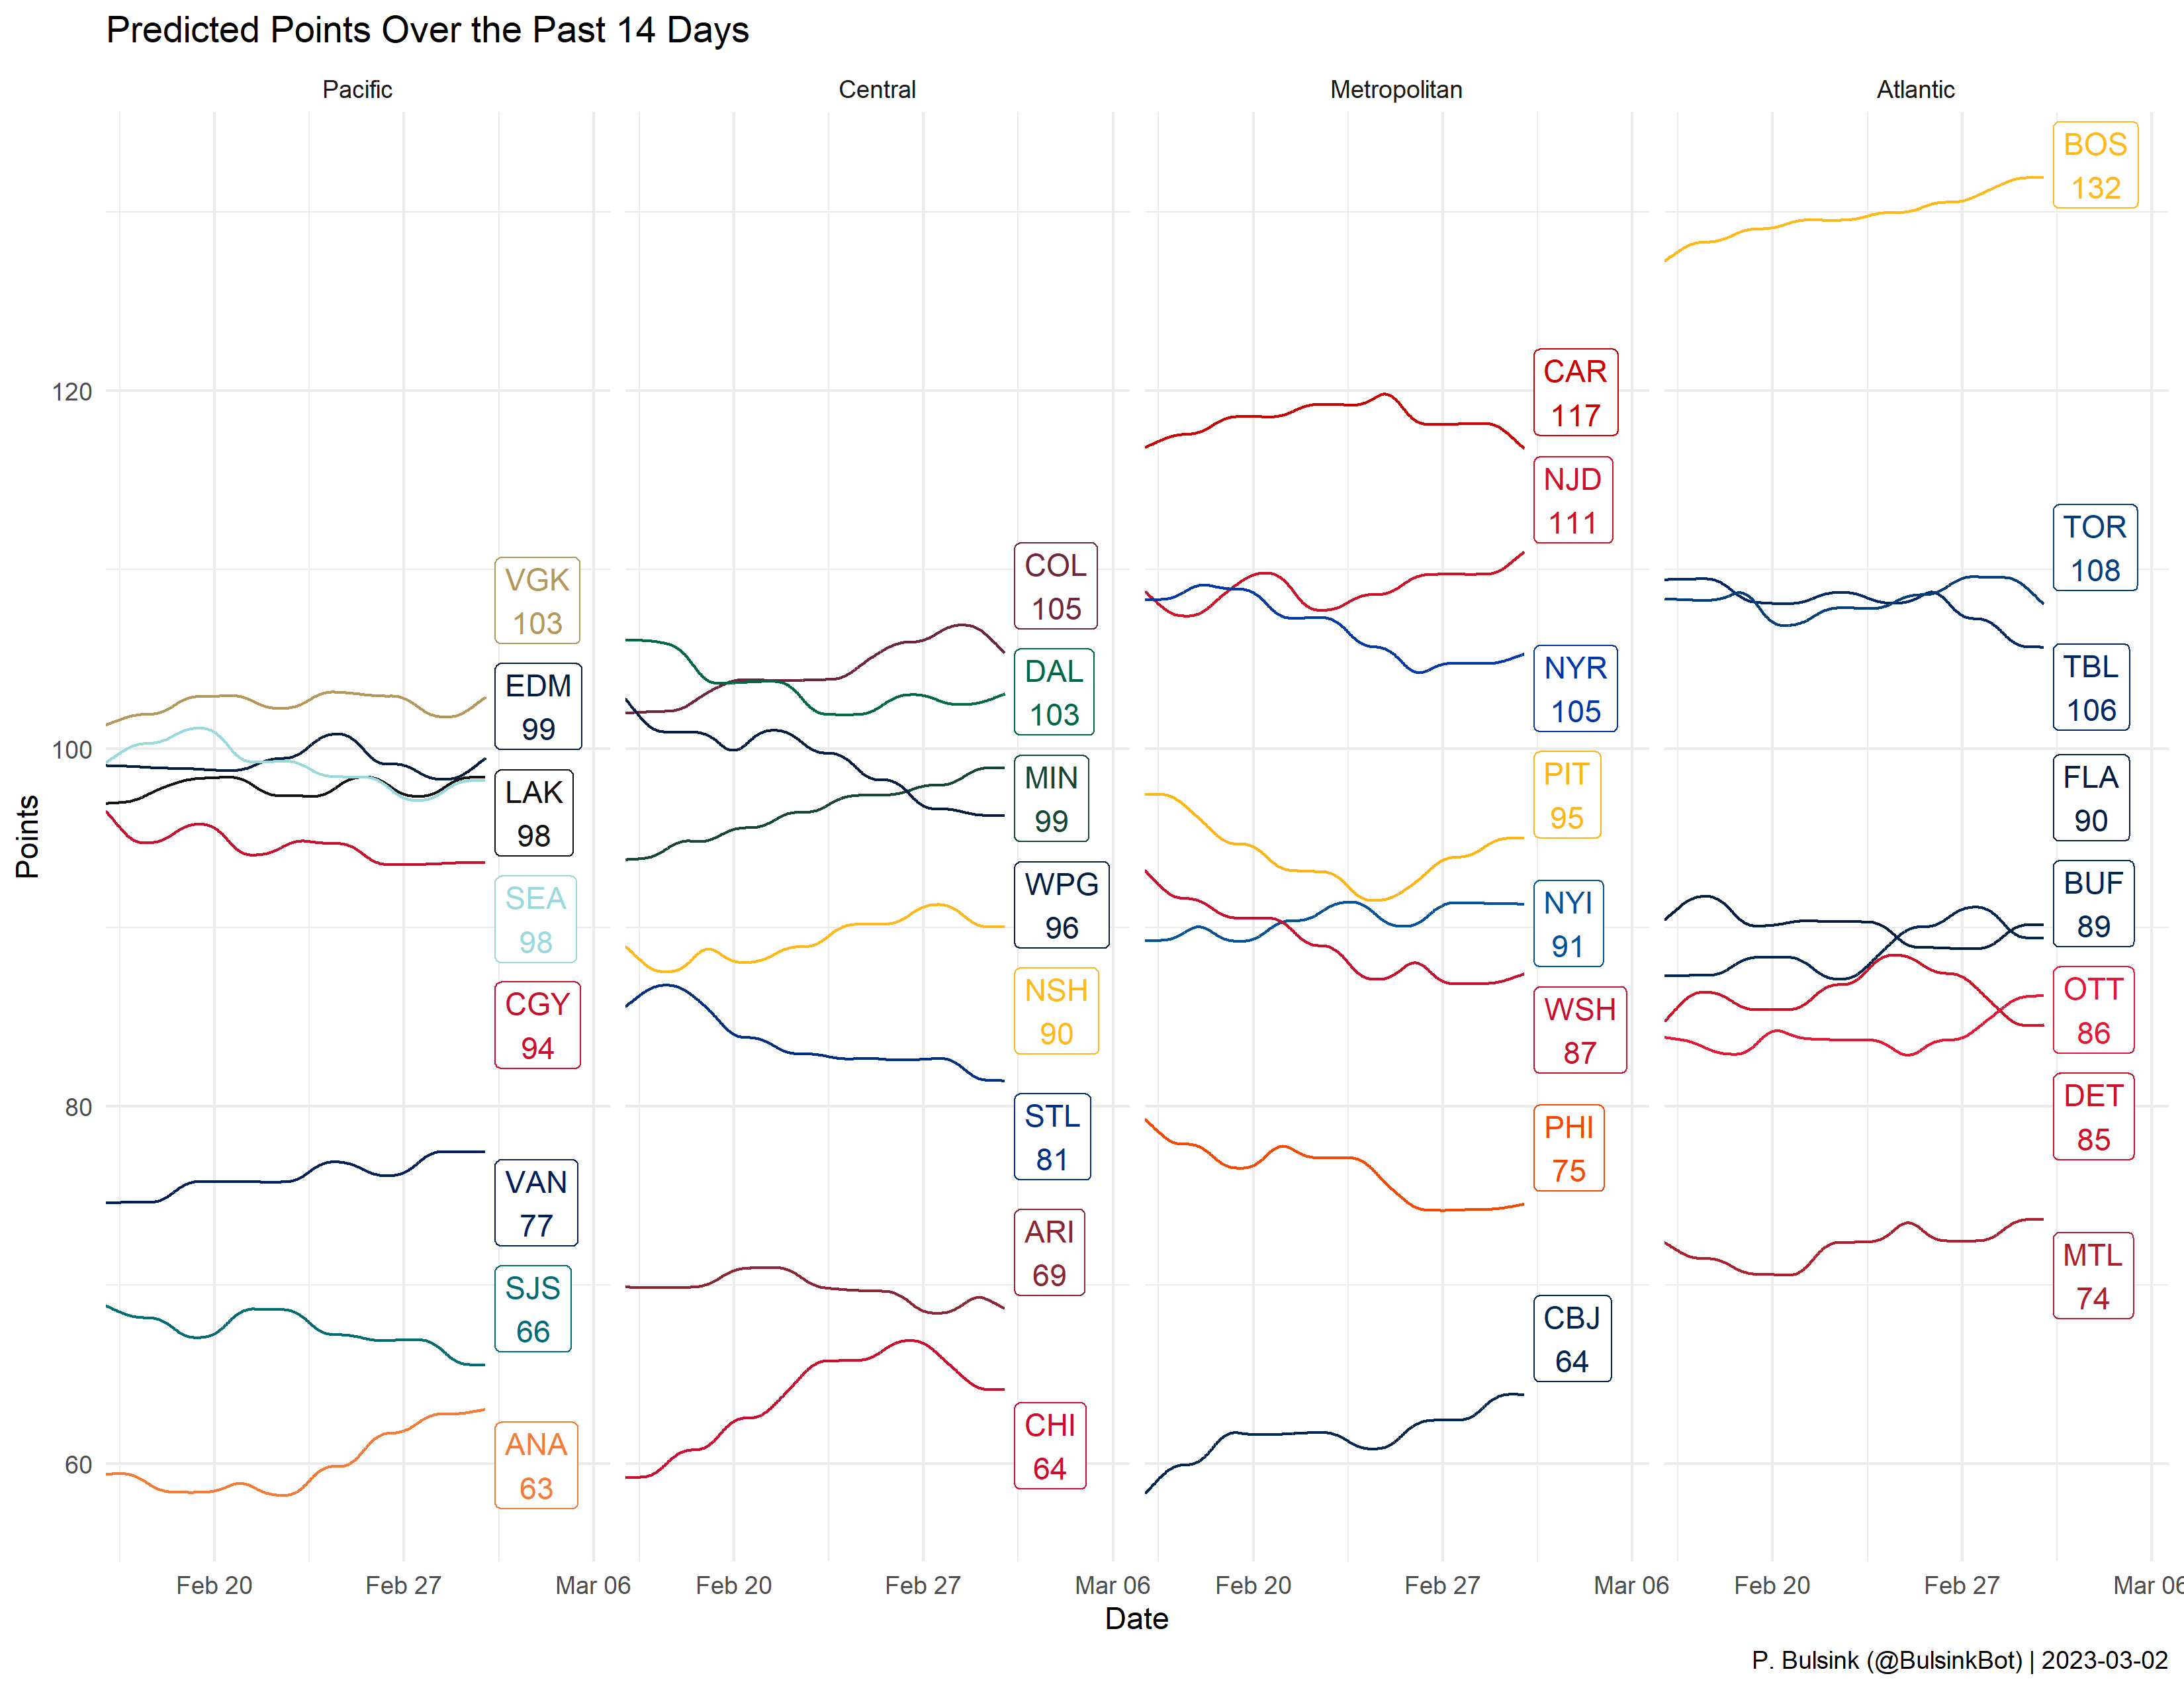 Predicted Points Over the Past 14 Days
Pacific
Central
Metropolitan
Atlantic
Points
120
100
80
60
VGK
103
EDM
99
LAK
98
SEA
98
CGY
94
VAN
77
SJS
66
ANA
63
COL
105
DAL
103
MIN
99
WPG
96
NSH
90
STL
81
ARI
69
CHI
64
CAR
117
NJD
111
NYR
105
PIT
95
NYI
91
WSH
87
PHI
75
CBJ
64
BOS
132
TOR
108
TBL
106
FLA
90
BUF
89
OTT
86
DET
85
MTL
74
Feb 20 Feb 27 Mar 06 Feb 20 Feb 27 Mar 06 Feb 20 Feb 27 Mar 06 Feb 20 Feb 27 Mar 06
Date
P. Bulsink (@BulsinkBot) | 2023-03-02